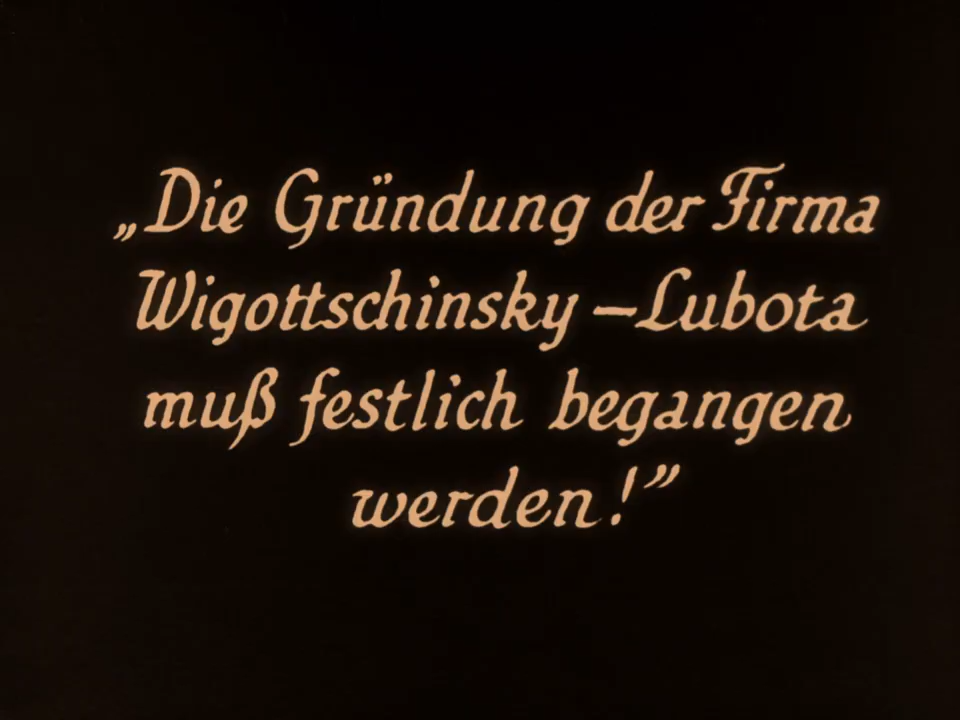 „Die Gründung der Firma
Wigottschinsky – Lubota
muß festlich begangen
werden!”